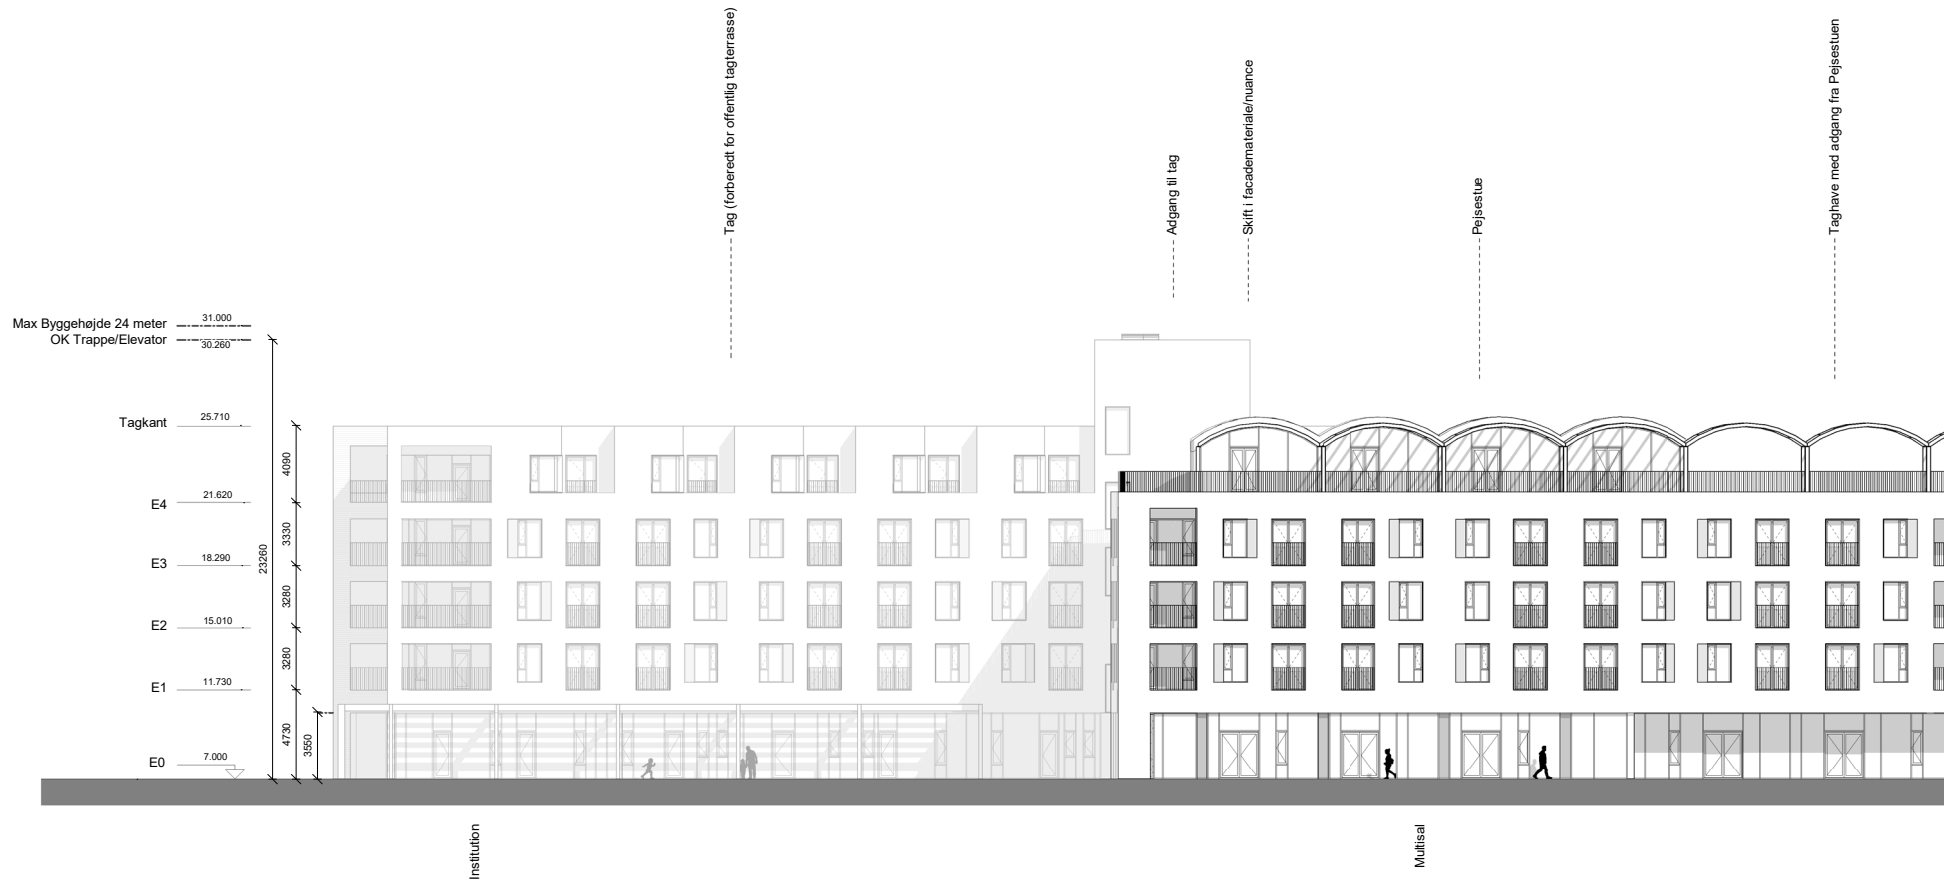 Tag (forberedt for offentlig tagterrasse)
Adgang til tag
Skift i facademateriale/nuance
Pejsestue
Taghave med adgang fra Pejsestuen
Max Byggehøjde 24 meter
31.000
OK Trappe/Elevator
30.260
Tagkant
25.710
E4
21.620
E3
18.290
E2
15.010
E1
11.730
E0
7.000
23260
4090
3330
3280
3280
4730
3550
Institution
Multisal